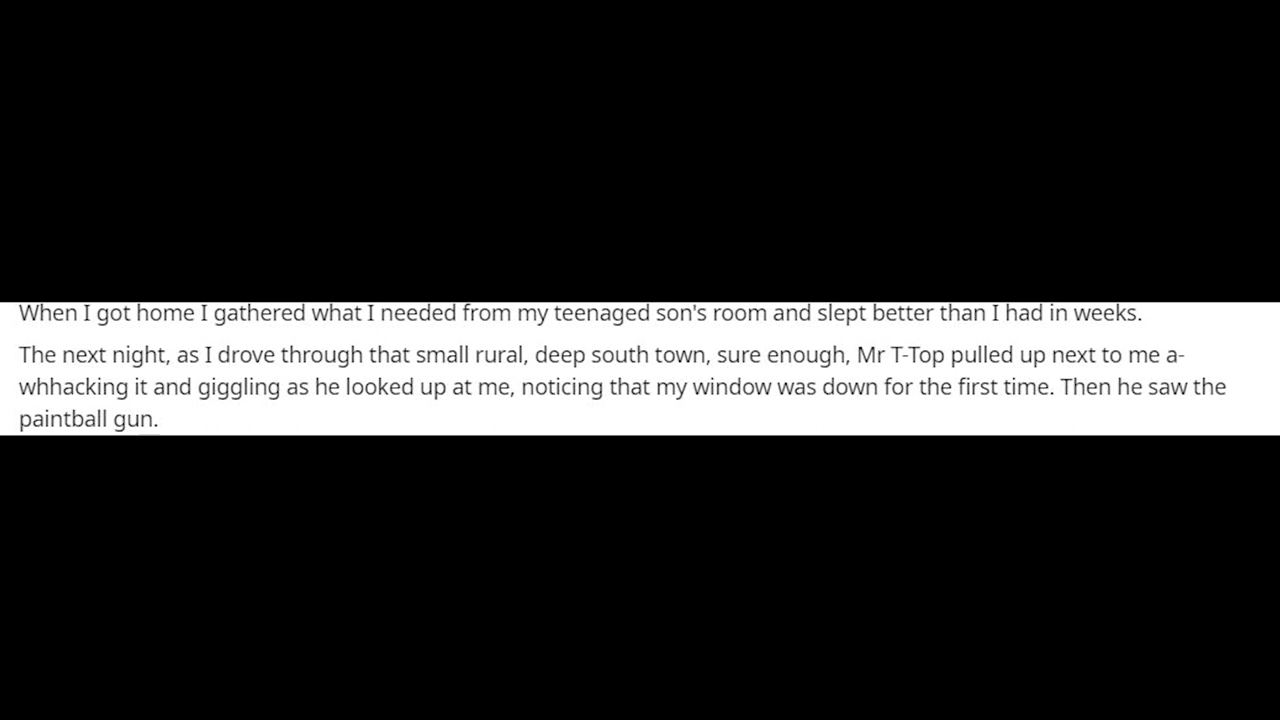 When I got home I gathered what I needed from my teenaged son's room and slept better than I had in weeks.
The next night, as I drove through that small rural, deep south town, sure enough, Mr T-Top pulled up next to me a-
whhacking it and giggling as he looked up at me, noticing that my window was down for the first time. Then he saw the
paintball gun.